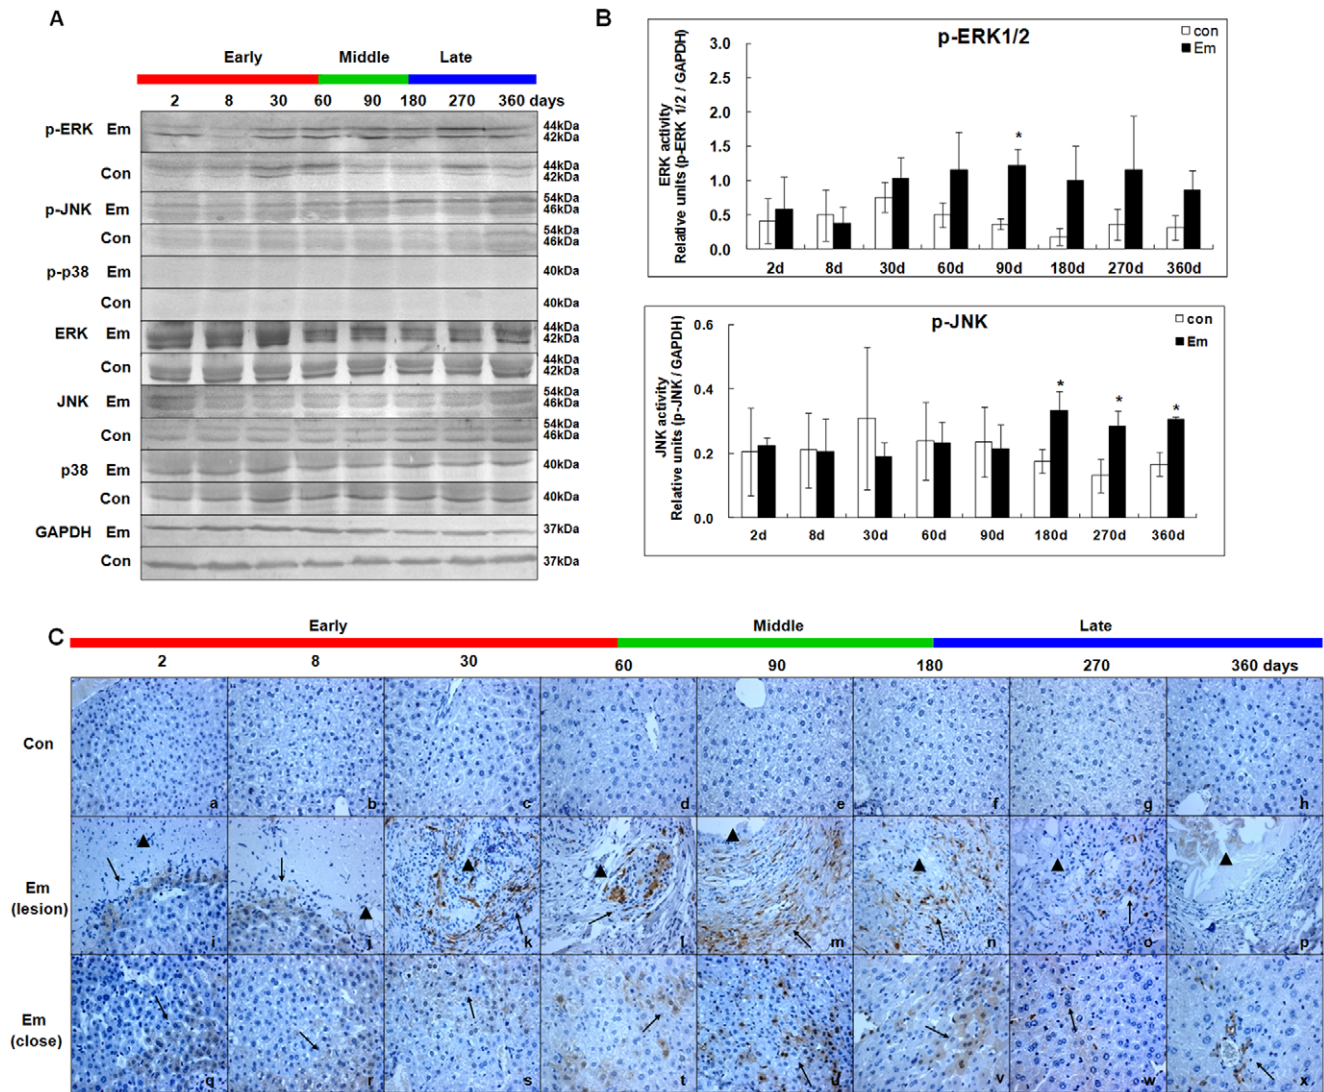 A
Early Middle Late
2 8 30 60 90 180 270 360 days
p-ERK Em 44kDa
42kDa
Con 44kDa
42kDa
p-JNK Em 54kDa
46kDa
Con 54kDa
46kDa
p-p38 Em 40kDa
Con 40kDa
ERK Em 44kDa
42kDa
Con 44kDa
42kDa
JNK Em 54kDa
46kDa
Con 54kDa
46kDa
p38 Em 40kDa
Con 40kDa
GAPDH Em 37kDa
Con 37kDa
B
p-ERK1/2
con
Em
ERK activity
Relative units (p-ERK 1/2 / GAPDH)
3.0
2.5
2.0
1.5
1.0
0.5
0.0
*
2d 8d 30d 60d 90d 180d 270d 360d
p-JNK
con
Em
JNK activity
Relative units (p-JNK / GAPDH)
0.6
0.4
0.2
0.0
* * *
2d 8d 30d 60d 90d 180d 270d 360d
C
Early Middle Late
2 8 30 60 90 180 270 360 days
Con
a b c d e f g h
Em
(lesion)
i j k l m n o p
Em
(close)
q r s t u v w x